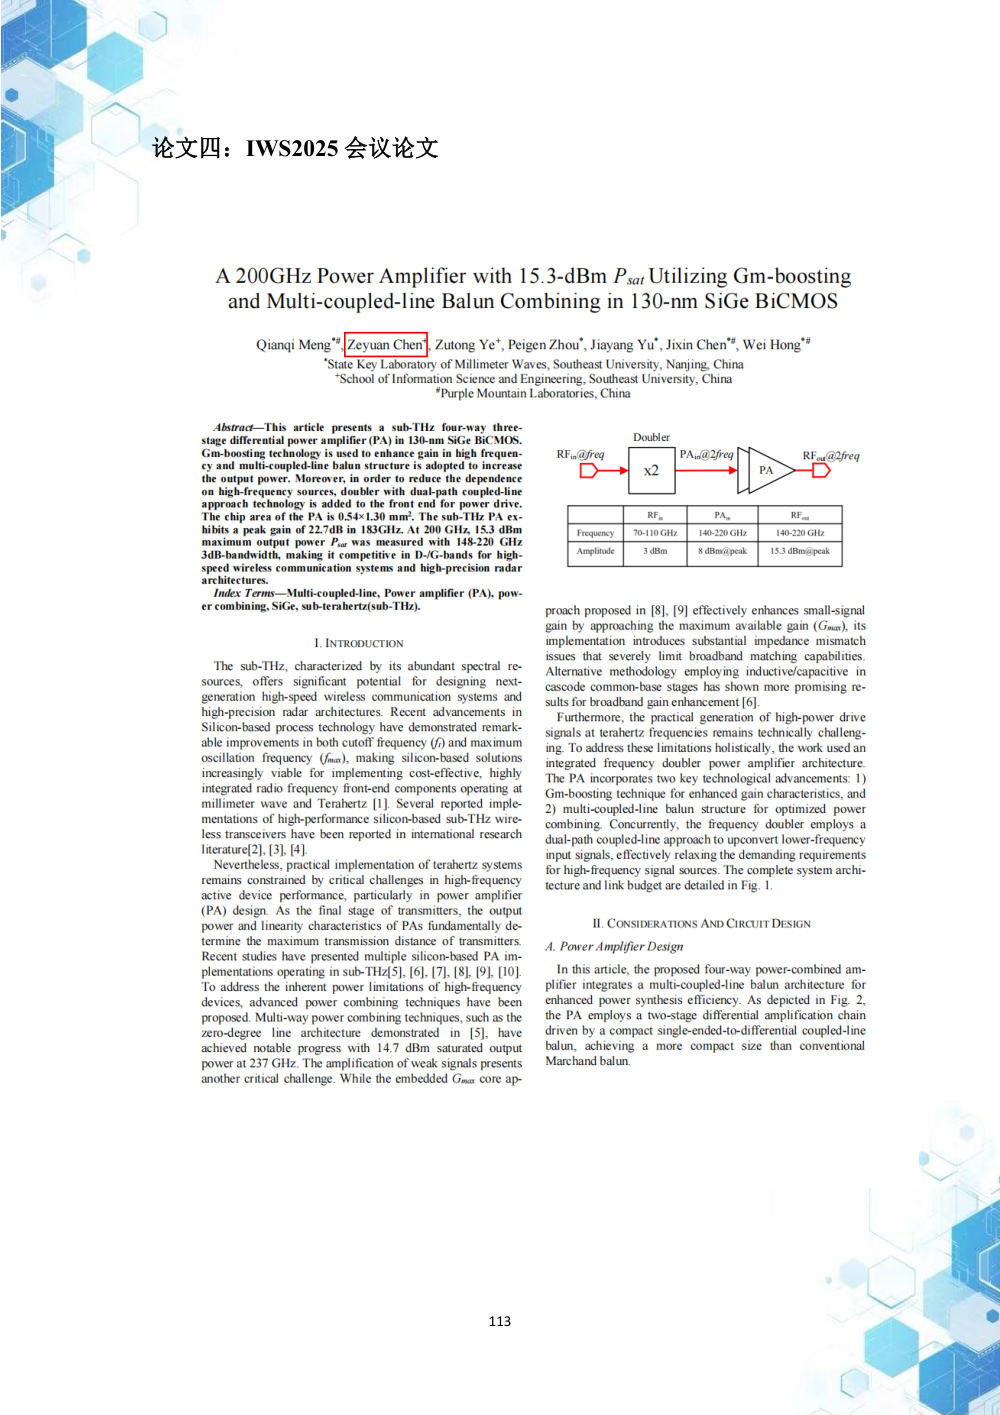 论文四：IWS2025 会议论文
A 200GHz Power Amplifier with 15.3-dBm Psat Utilizing Gm-boosting
and Multi-coupled-line Balun Combining in 130-nm SiGe BiCMOS
Qianqi Meng*#, Zeyuan Chen+, Zutong Ye+, Peigen Zhou*, Jiayang Yu*, Jixin Chen*#, Wei Hong*#
*State Key Laboratory of Millimeter Waves, Southeast University, Nanjing, China
+School of Information Science and Engineering, Southeast University, China
#Purple Mountain Laboratories, China
Abstract—This article presents a sub-THz four-way three-
stage differential power amplifier (PA) in 130-nm SiGe BiCMOS.
Gm-boosting technology is used to enhance gain in high frequen-
cy and multi-coupled-line balun structure is adopted to increase
the output power. Moreover, in order to reduce the dependence
on high-frequency sources, doubler with dual-path coupled-line
approach technology is added to the front end for power drive.
The chip area of the PA is 0.54×1.30 mm². The sub-THz PA ex-
hibits a peak gain of 22.7dB in 183GHz. At 200 GHz, 15.3 dBm
maximum output power Psat was measured with 148-220 GHz
3dB-bandwidth, making it competitive in D-/G-bands for high-
speed wireless communication systems and high-precision radar
architectures.
Index Terms—Multi-coupled-line, Power amplifier (PA), pow-
er combining, SiGe, sub-terahertz(sub-THz).
I. INTRODUCTION
The sub-THz, characterized by its abundant spectral re-
sources, offers significant potential for designing next-
generation high-speed wireless communication systems and
high-precision radar architectures. Recent advancements in
Silicon-based process technology have demonstrated remark-
able improvements in both cutoff frequency (ft) and maximum
oscillation frequency (fmax), making silicon-based solutions
increasingly viable for implementing cost-effective, highly
integrated radio frequency front-end components operating at
millimeter wave and Terahertz [1]. Several reported imple-
mentations of high-performance silicon-based sub-THz wire-
less transceivers have been reported in international research
literature[2], [3], [4].
Nevertheless, practical implementation of terahertz systems
remains constrained by critical challenges in high-frequency
active device performance, particularly in power amplifier
(PA) design. As the final stage of transmitters, the output
power and linearity characteristics of PAs fundamentally de-
termine the maximum transmission distance of transmitters.
Recent studies have presented multiple silicon-based PA im-
plementations operating in sub-THz[5], [6], [7], [8], [9], [10].
To address the inherent power limitations of high-frequency
devices, advanced power combining techniques have been
proposed. Multi-way power combining techniques, such as the
zero-degree line architecture demonstrated in [5], have
achieved notable progress with 14.7 dBm saturated output
power at 237 GHz. The amplification of weak signals presents
another critical challenge. While the embedded Gmax core ap-
Doubler
RFin@freq PAin@2freq RFout@2freq
x2 PA
RFin PAin RFout
Frequency 70-110 GHz 140-220 GHz 140-220 GHz
Amplitude 3 dBm 8 dBm@peak 15.3 dBm@peak
proach proposed in [8], [9] effectively enhances small-signal
gain by approaching the maximum available gain (Gmax), its
implementation introduces substantial impedance mismatch
issues that severely limit broadband matching capabilities.
Alternative methodology employing inductive/capacitive in
cascode common-base stages has shown more promising re-
sults for broadband gain enhancement [6].
Furthermore, the practical generation of high-power drive
signals at terahertz frequencies remains technically challeng-
ing. To address these limitations holistically, the work used an
integrated frequency doubler power amplifier architecture.
The PA incorporates two key technological advancements: 1)
Gm-boosting technique for enhanced gain characteristics, and
2) multi-coupled-line balun structure for optimized power
combining. Concurrently, the frequency doubler employs a
dual-path coupled-line approach to upconvert lower-frequency
input signals, effectively relaxing the demanding requirements
for high-frequency signal sources. The complete system archi-
tecture and link budget are detailed in Fig. 1.
II. CONSIDERATIONS AND CIRCUIT DESIGN
A. Power Amplifier Design
In this article, the proposed four-way power-combined am-
plifier integrates a multi-coupled-line balun architecture for
enhanced power synthesis efficiency. As depicted in Fig. 2,
the PA employs a two-stage differential amplification chain
driven by a compact single-ended-to-differential coupled-line
balun, achieving a more compact size than conventional
Marchand balun.
113